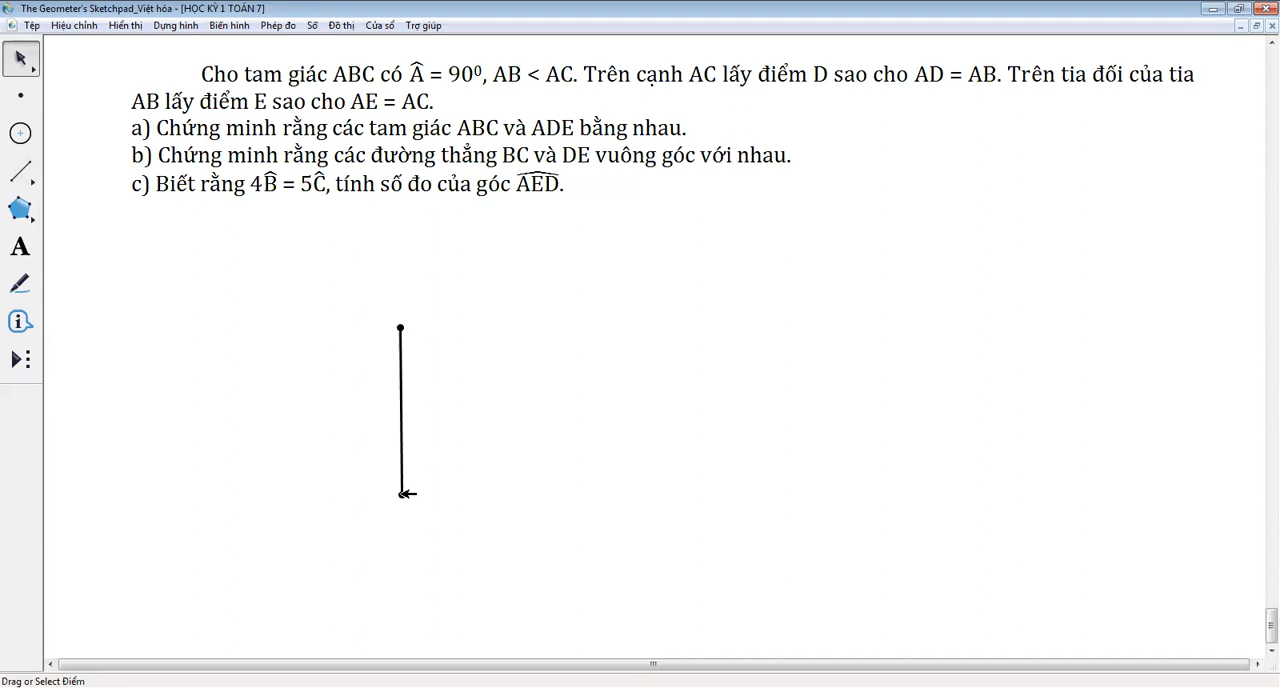 The Geometer's Sketchpad_Việt hóa - [HỌC KỲ 1 TOÁN 7]
Tệp Hiệu chỉnh Hiển thị Dựng hình Biến hình Phép đo Số Đồ thị Cửa sổ Trợ giúp
Cho tam giác ABC có Â = 90⁰, AB < AC. Trên cạnh AC lấy điểm D sao cho AD = AB. Trên tia đối của tia
AB lấy điểm E sao cho AE = AC.
a) Chứng minh rằng các tam giác ABC và ADE bằng nhau.
b) Chứng minh rằng các đường thẳng BC và DE vuông góc với nhau.
c) Biết rằng 4B̂ = 5Ĉ, tính số đo của góc A͡ED.
A
Drag or Select Điểm